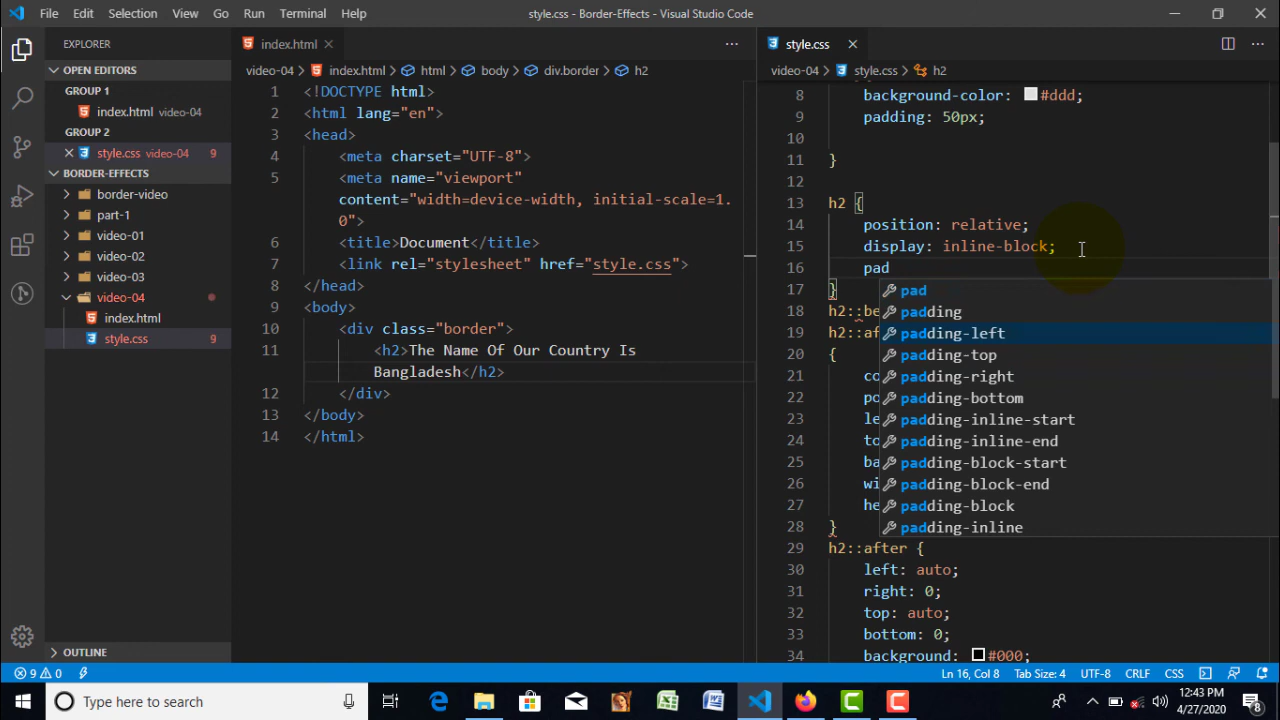 File Edit Selection View Go Run Terminal Help
style.css - Border-Effects - Visual Studio Code
EXPLORER
OPEN EDITORS
GROUP 1
index.html video-04
GROUP 2
style.css video-04 9
BORDER-EFFECTS
border-video
part-1
video-01
video-02
video-03
video-04
index.html
style.css 9
OUTLINE
index.html
video-04 > index.html > html > body > div.border > h2
1 <!DOCTYPE html>
2 <html lang="en">
3 <head>
4 <meta charset="UTF-8">
5 <meta name="viewport"
content="width=device-width, initial-scale=1.
0">
6 <title>Document</title>
7 <link rel="stylesheet" href="style.css">
8 </head>
9 <body>
10 <div class="border">
11 <h2>The Name Of Our Country Is
Bangladesh</h2>
12 </div>
13 </body>
14 </html>
style.css
video-04 > style.css > h2
8 background-color: #ddd;
9 padding: 50px;
10
11 }
12
13 h2 {
14 position: relative;
15 display: inline-block;
16 pad
17 }
18 h2::be
19 h2::af
20 {
21 co
22 po
23 le
24 to
25 ba
26 wi
27 he
28 }
29 h2::after {
30 left: auto;
31 right: 0;
32 top: auto;
33 bottom: 0;
34 background: #000;
pad
padding
padding-left
padding-top
padding-right
padding-bottom
padding-inline-start
padding-inline-end
padding-block-start
padding-block-end
padding-block
padding-inline
9 0
Ln 16, Col 8 Tab Size: 4 UTF-8 CRLF CSS
Type here to search
12:43 PM
4/27/2020
8